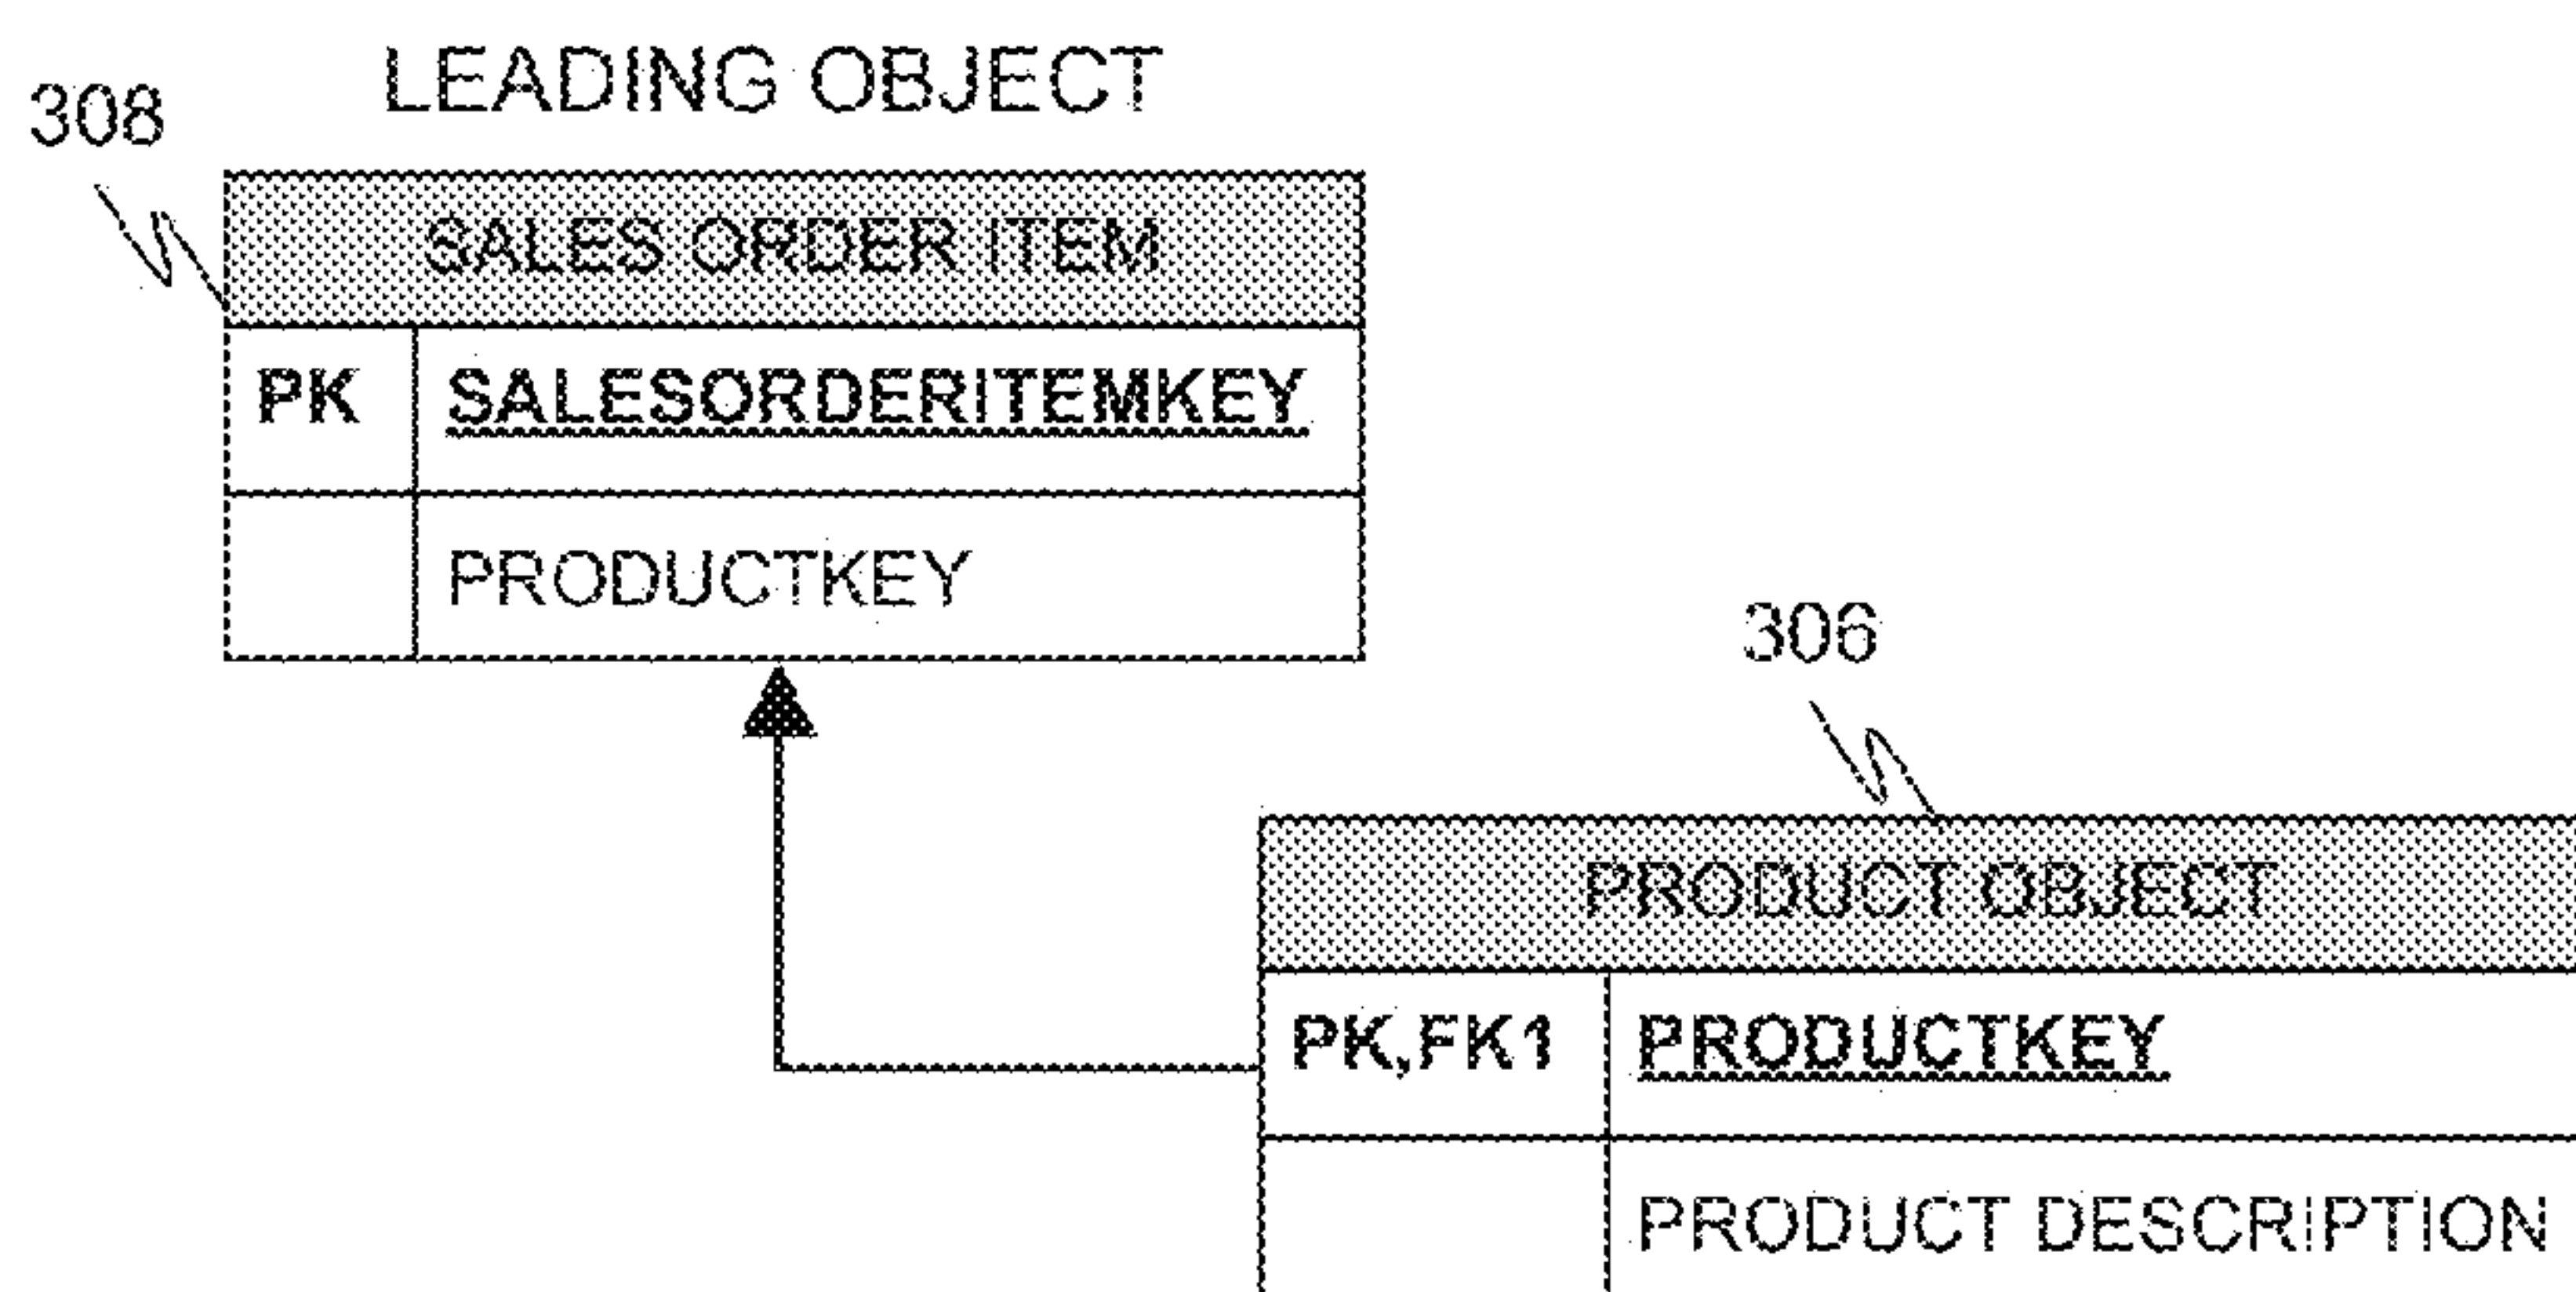 LEADING OBJECT
308
SALES ORDER ITEM
PK SALESORDERITEMKEY
PRODUCTKEY
306
PRODUCT OBJECT
PK,FK1 PRODUCTKEY
PRODUCT DESCRIPTION